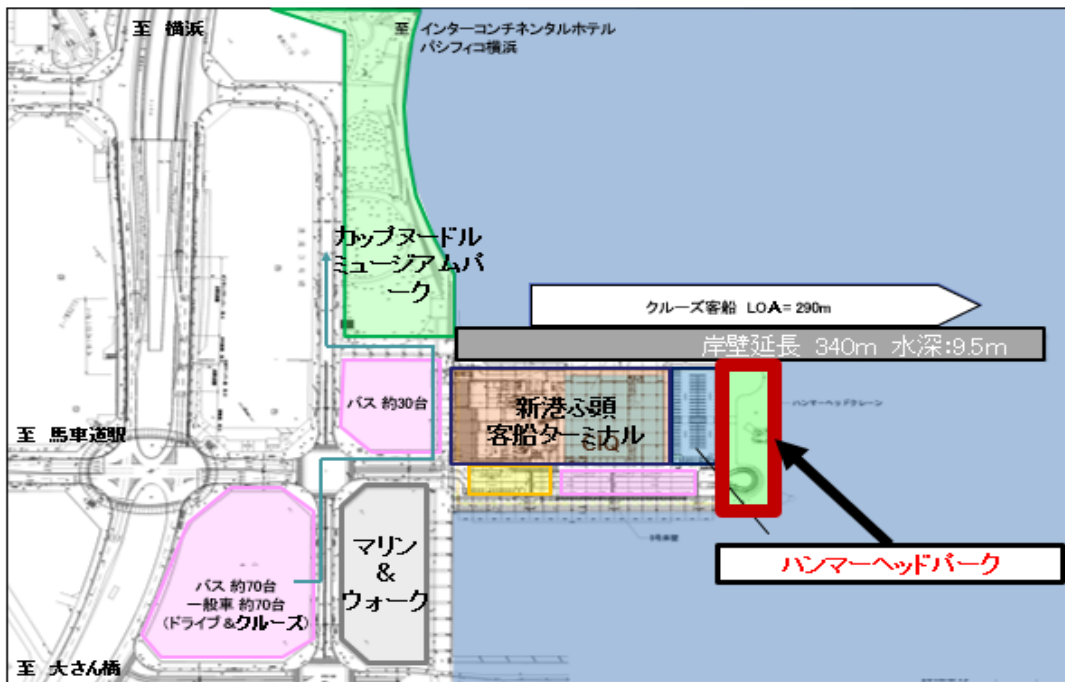 至 横浜
至 インターコンチネンタルホテル
パシフィコ横浜
カップヌードル
ミュージアムパ
ーク
クルーズ客船 LOA= 290m
岸壁延長 340m 水深:9.5m
バス 約30台
新港ふ頭
客船ターミナル
CIQ
ハンマーヘッドクレーン
至 馬車道駅
マリン
&
ウォーク
バス 約70台
一般車 約70台
(ドライブ&クルーズ)
ハンマーヘッドパーク
至 大さん橋